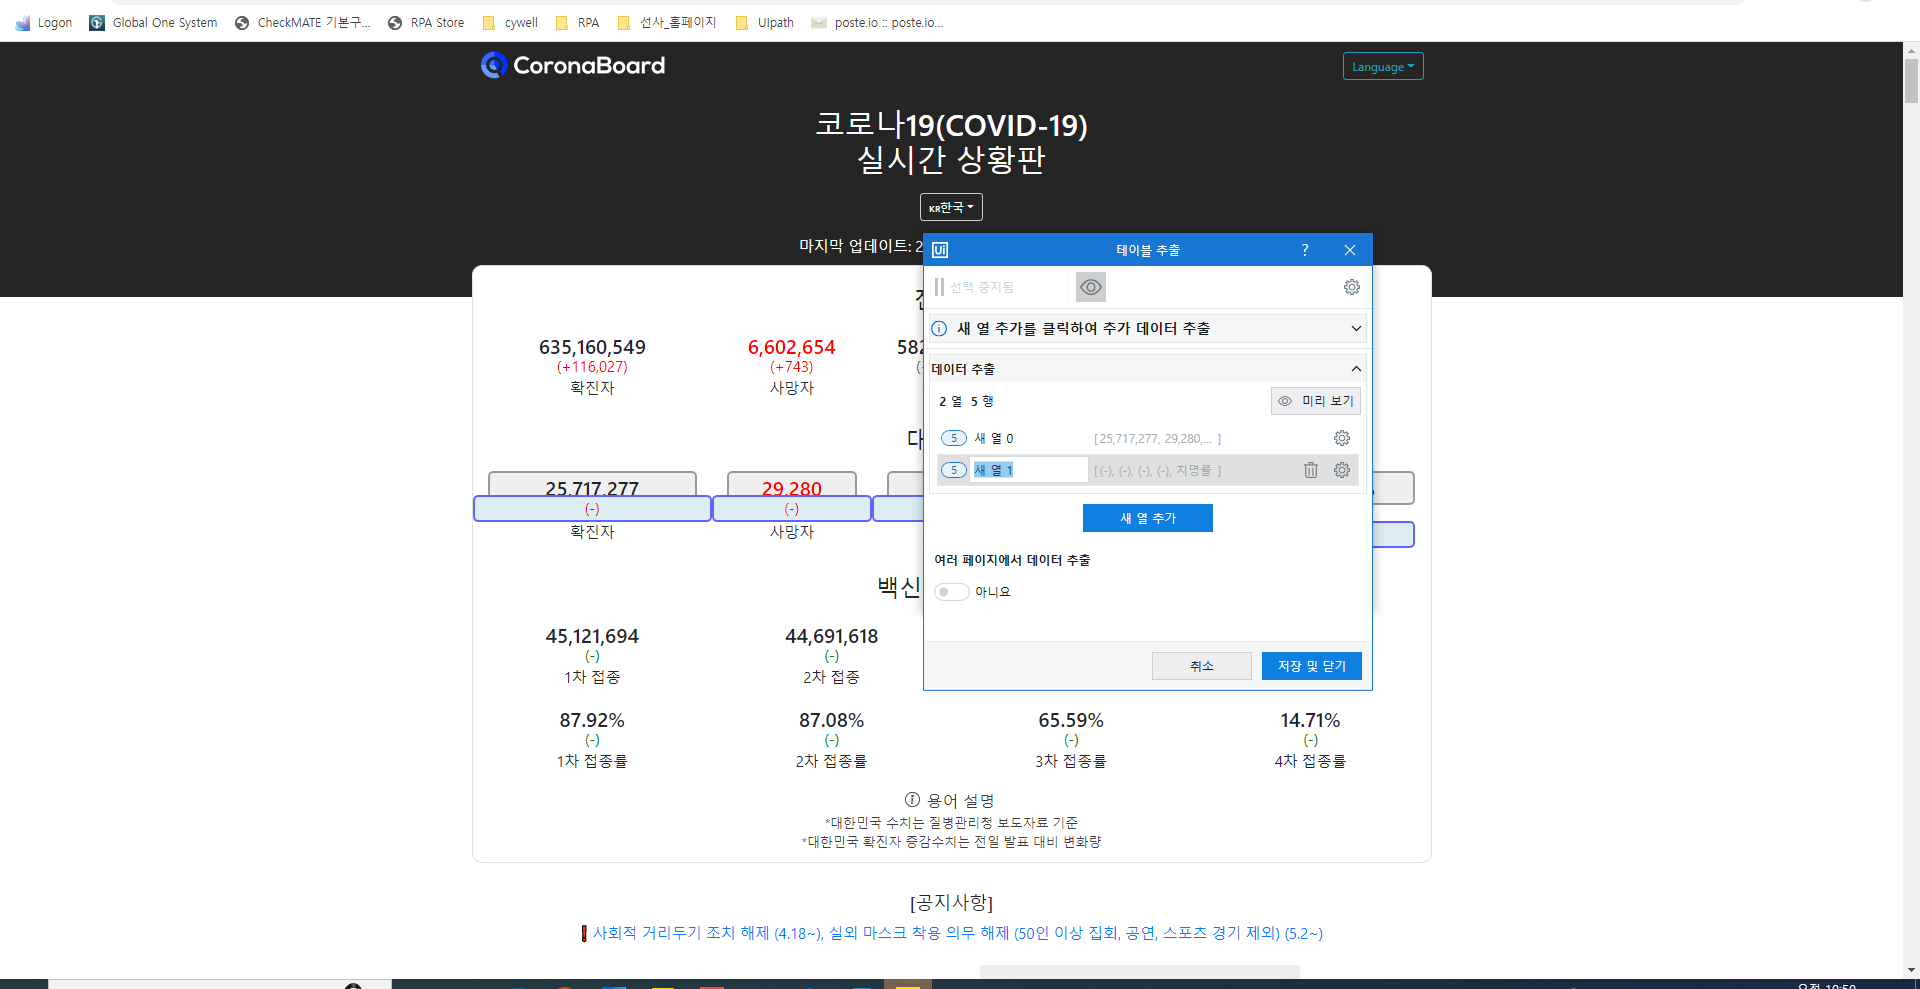 Logon Global One System CheckMATE 기본구... RPA Store cywell RPA 선사_홈페이지 UIpath poste.io :: poste.io...
CoronaBoard
Language
코로나19(COVID-19)
실시간 상황판
KR한국
마지막 업데이트: 2
Ui 테이블 추출 ?
선택 중지됨
새 열 추가를 클릭하여 추가 데이터 추출
데이터 추출
2 열 5 행
미리 보기
5 새 열 0 [25,717,277, 29,280,... ]
5 새 열 1 [(-), (-), (-), (-), 치명률 ]
새 열 추가
여러 페이지에서 데이터 추출
아니요
취소 저장 및 닫기
635,160,549 6,602,654 582
(+116,027) (+743)
확진자 사망자
대
25,717,277 29,280
(-) (-)
확진자 사망자
백신
45,121,694 44,691,618
(-) (-)
1차 접종 2차 접종
87.92% 87.08% 65.59% 14.71%
(-) (-) (-) (-)
1차 접종률 2차 접종률 3차 접종률 4차 접종률
용어 설명
*대한민국 수치는 질병관리청 보도자료 기준
*대한민국 확진자 증감수치는 전일 발표 대비 변화량
[공지사항]
❗사회적 거리두기 조치 해제 (4.18~), 실외 마스크 착용 의무 해제 (50인 이상 집회, 공연, 스포츠 경기 제외) (5.2~)
오전 10:50